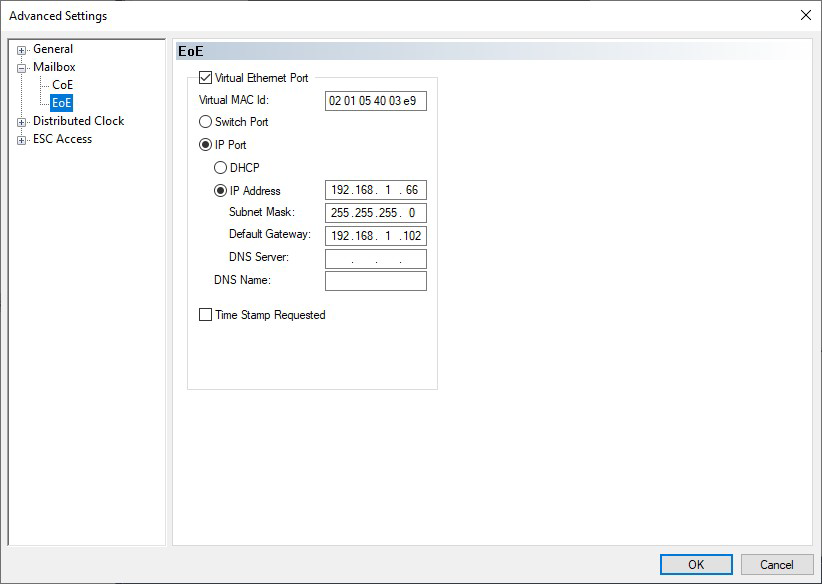 Advanced Settings
General
Mailbox
CoE
EoE
Distributed Clock
ESC Access
EoE
Virtual Ethernet Port
Virtual MAC Id: 02 01 05 40 03 e9
Switch Port
IP Port
DHCP
IP Address 192.168. 1 .66
Subnet Mask: 255.255.255. 0
Default Gateway: 192.168. 1 .102
DNS Server: . . .
DNS Name:
Time Stamp Requested
OK Cancel